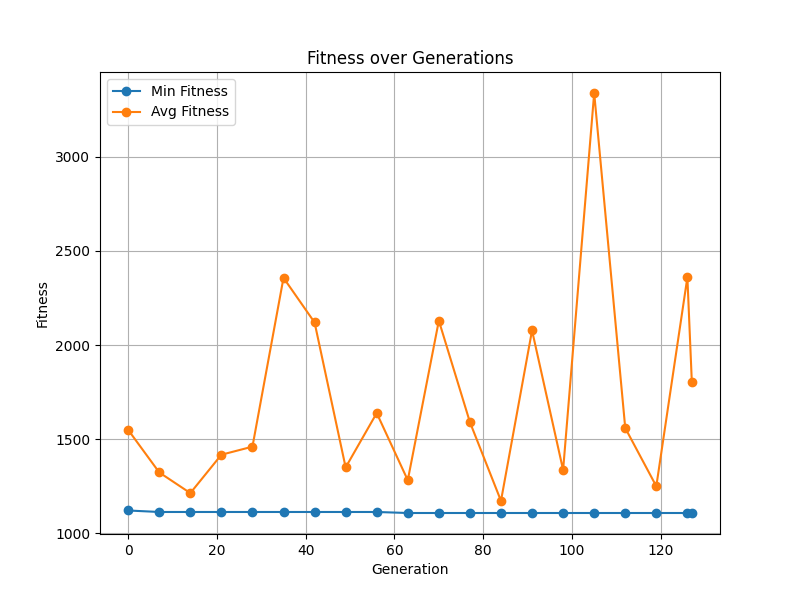 Fitness over Generations
Min Fitness
Avg Fitness
3000
2500
2000
1500
1000
Fitness
0 20 40 60 80 100 120
Generation